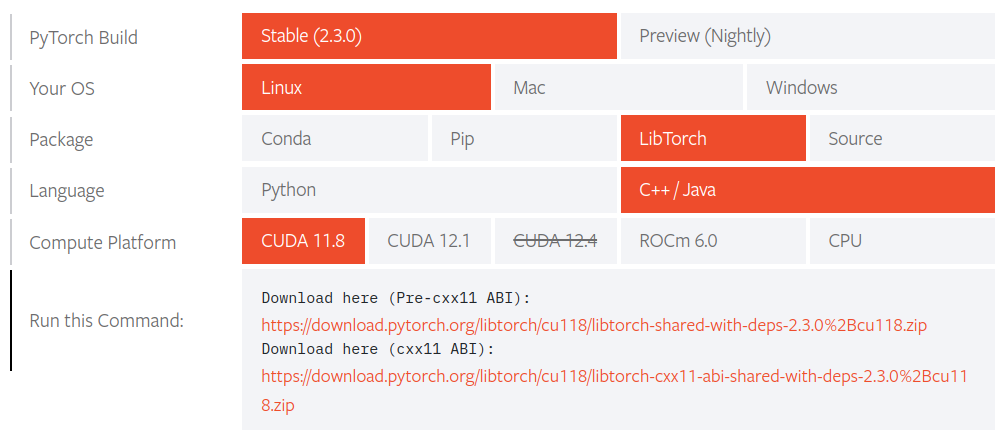 PyTorch Build Stable (2.3.0) Preview (Nightly)
Your OS Linux Mac Windows
Package Conda Pip LibTorch Source
Language Python C++ / Java
Compute Platform CUDA 11.8 CUDA 12.1 CUDA 12.4 ROCm 6.0 CPU
Run this Command:
Download here (Pre-cxx11 ABI):
https://download.pytorch.org/libtorch/cu118/libtorch-shared-with-deps-2.3.0%2Bcu118.zip
Download here (cxx11 ABI):
https://download.pytorch.org/libtorch/cu118/libtorch-cxx11-abi-shared-with-deps-2.3.0%2Bcu11
8.zip